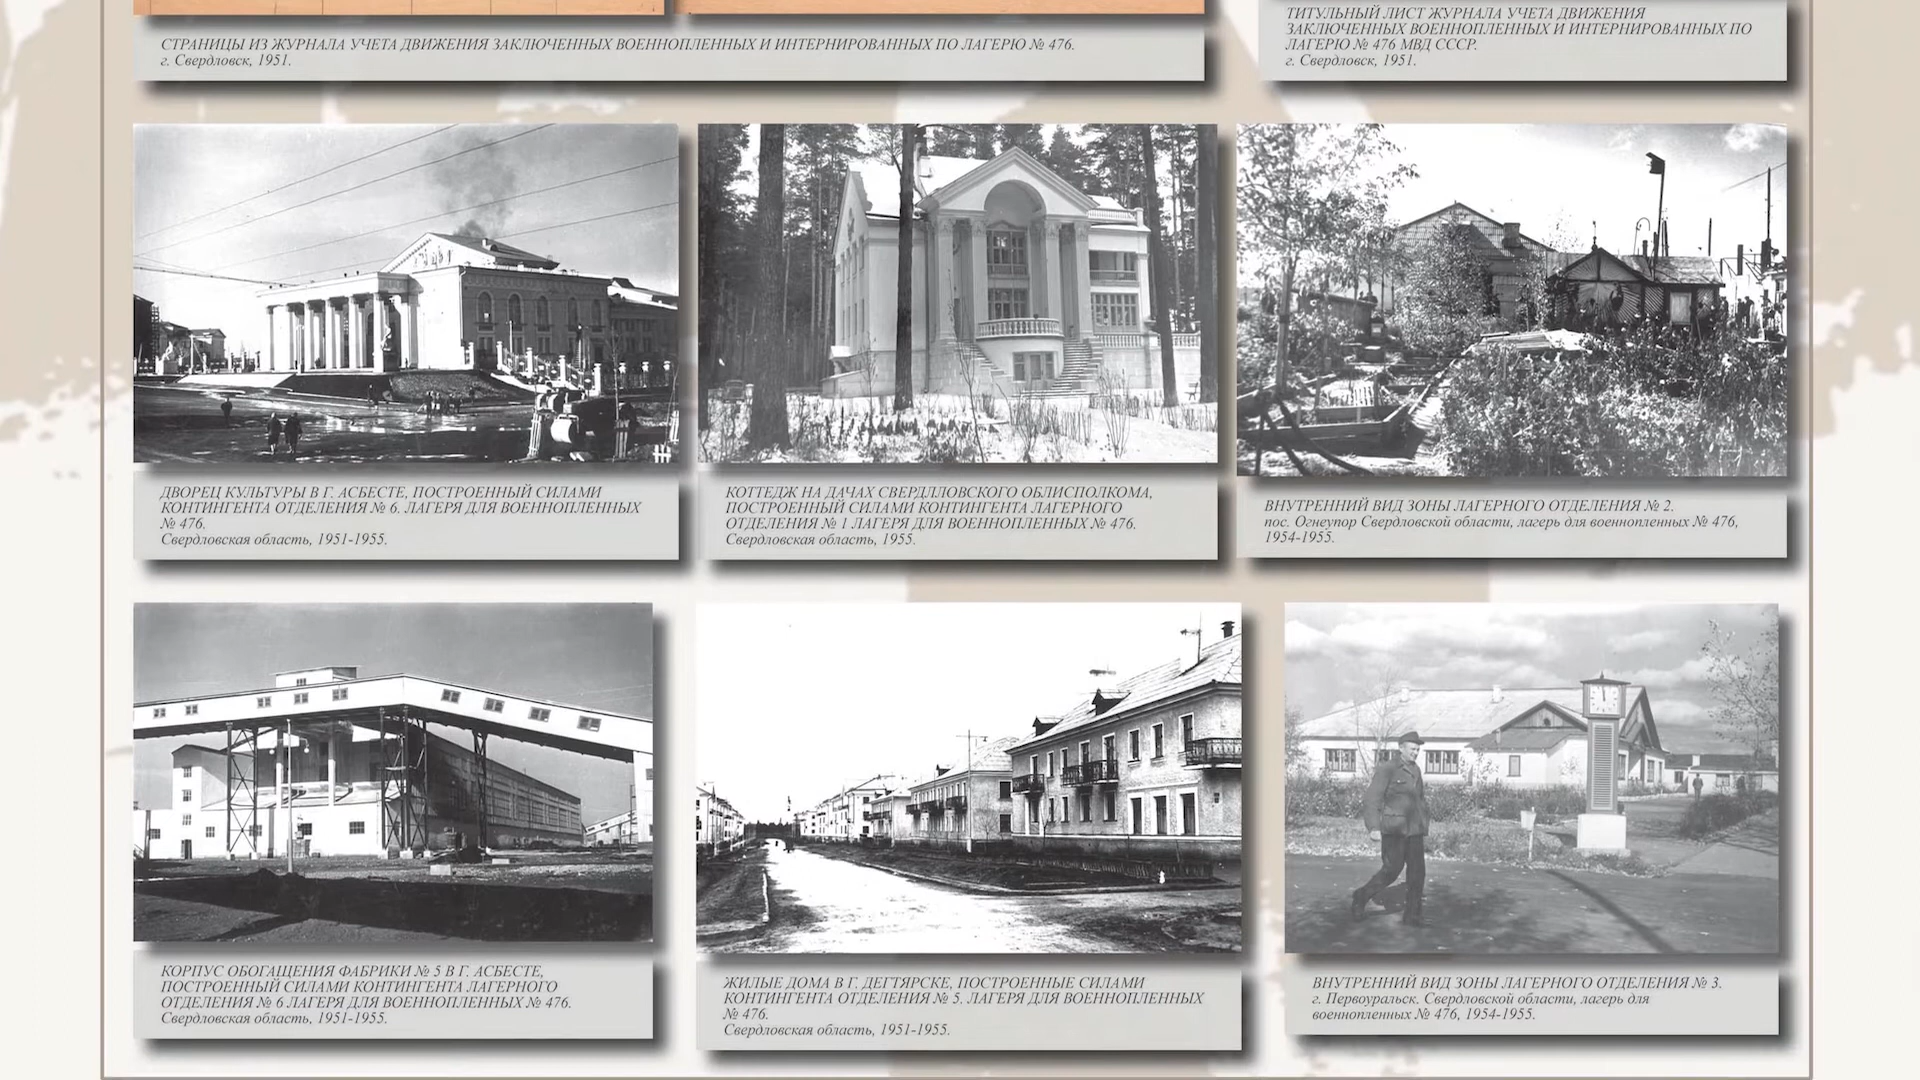 СТРАНИЦЫ ИЗ ЖУРНАЛА УЧЕТА ДВИЖЕНИЯ ЗАКЛЮЧЕННЫХ ВОЕННОПЛЕННЫХ И ИНТЕРНИРОВАННЫХ ПО ЛАГЕРЮ № 476.
г. Свердловск, 1951.
ТИТУЛЬНЫЙ ЛИСТ ЖУРНАЛА УЧЕТА ДВИЖЕНИЯ
ЗАКЛЮЧЕННЫХ ВОЕННОПЛЕННЫХ И ИНТЕРНИРОВАННЫХ ПО
ЛАГЕРЮ № 476 МВД СССР.
г. Свердловск, 1951.
ДВОРЕЦ КУЛЬТУРЫ В Г. АСБЕСТЕ, ПОСТРОЕННЫЙ СИЛАМИ
КОНТИНГЕНТА ОТДЕЛЕНИЯ № 6. ЛАГЕРЯ ДЛЯ ВОЕННОПЛЕННЫХ
№ 476.
Свердловская область, 1951-1955.
КОТТЕДЖ НА ДАЧАХ СВЕРДЛЛОВСКОГО ОБЛИСПОЛКОМА,
ПОСТРОЕННЫЙ СИЛАМИ КОНТИНГЕНТА ЛАГЕРНОГО
ОТДЕЛЕНИЯ № 1 ЛАГЕРЯ ДЛЯ ВОЕННОПЛЕННЫХ № 476.
Свердловская область, 1955.
ВНУТРЕННИЙ ВИД ЗОНЫ ЛАГЕРНОГО ОТДЕЛЕНИЯ № 2.
пос. Огнеупор Свердловской области, лагерь для военнопленных № 476,
1954-1955.
КОРПУС ОБОГАЩЕНИЯ ФАБРИКИ № 5 В Г. АСБЕСТЕ,
ПОСТРОЕННЫЙ СИЛАМИ КОНТИНГЕНТА ЛАГЕРНОГО
ОТДЕЛЕНИЯ № 6 ЛАГЕРЯ ДЛЯ ВОЕННОПЛЕННЫХ № 476.
Свердловская область, 1951-1955.
ЖИЛЫЕ ДОМА В Г. ДЕГТЯРСКЕ, ПОСТРОЕННЫЕ СИЛАМИ
КОНТИНГЕНТА ОТДЕЛЕНИЯ № 5. ЛАГЕРЯ ДЛЯ ВОЕННОПЛЕННЫХ
№ 476.
Свердловская область, 1951-1955.
ВНУТРЕННИЙ ВИД ЗОНЫ ЛАГЕРНОГО ОТДЕЛЕНИЯ № 3.
г. Первоуральск. Свердловской области, лагерь для
военнопленных № 476, 1954-1955.